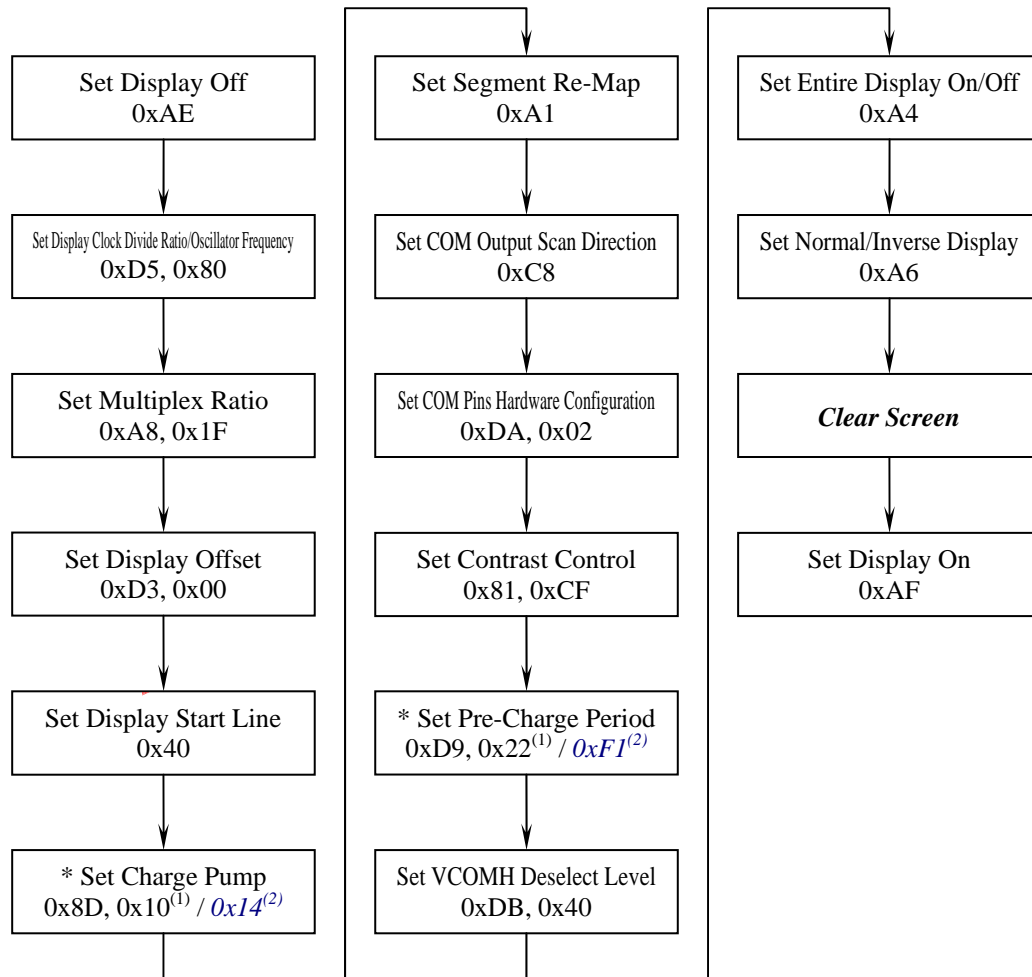 Set Display Off
0xAE
Set Display Clock Divide Ratio/Oscillator Frequency
0xD5, 0x80
Set Multiplex Ratio
0xA8, 0x1F
Set Display Offset
0xD3, 0x00
Set Display Start Line
0x40
* Set Charge Pump
0x8D, 0x10(1) / 0x14(2)
Set Segment Re-Map
0xA1
Set COM Output Scan Direction
0xC8
Set COM Pins Hardware Configuration
0xDA, 0x02
Set Contrast Control
0x81, 0xCF
* Set Pre-Charge Period
0xD9, 0x22(1) / 0xF1(2)
Set VCOMH Deselect Level
0xDB, 0x40
Set Entire Display On/Off
0xA4
Set Normal/Inverse Display
0xA6
Clear Screen
Set Display On
0xAF